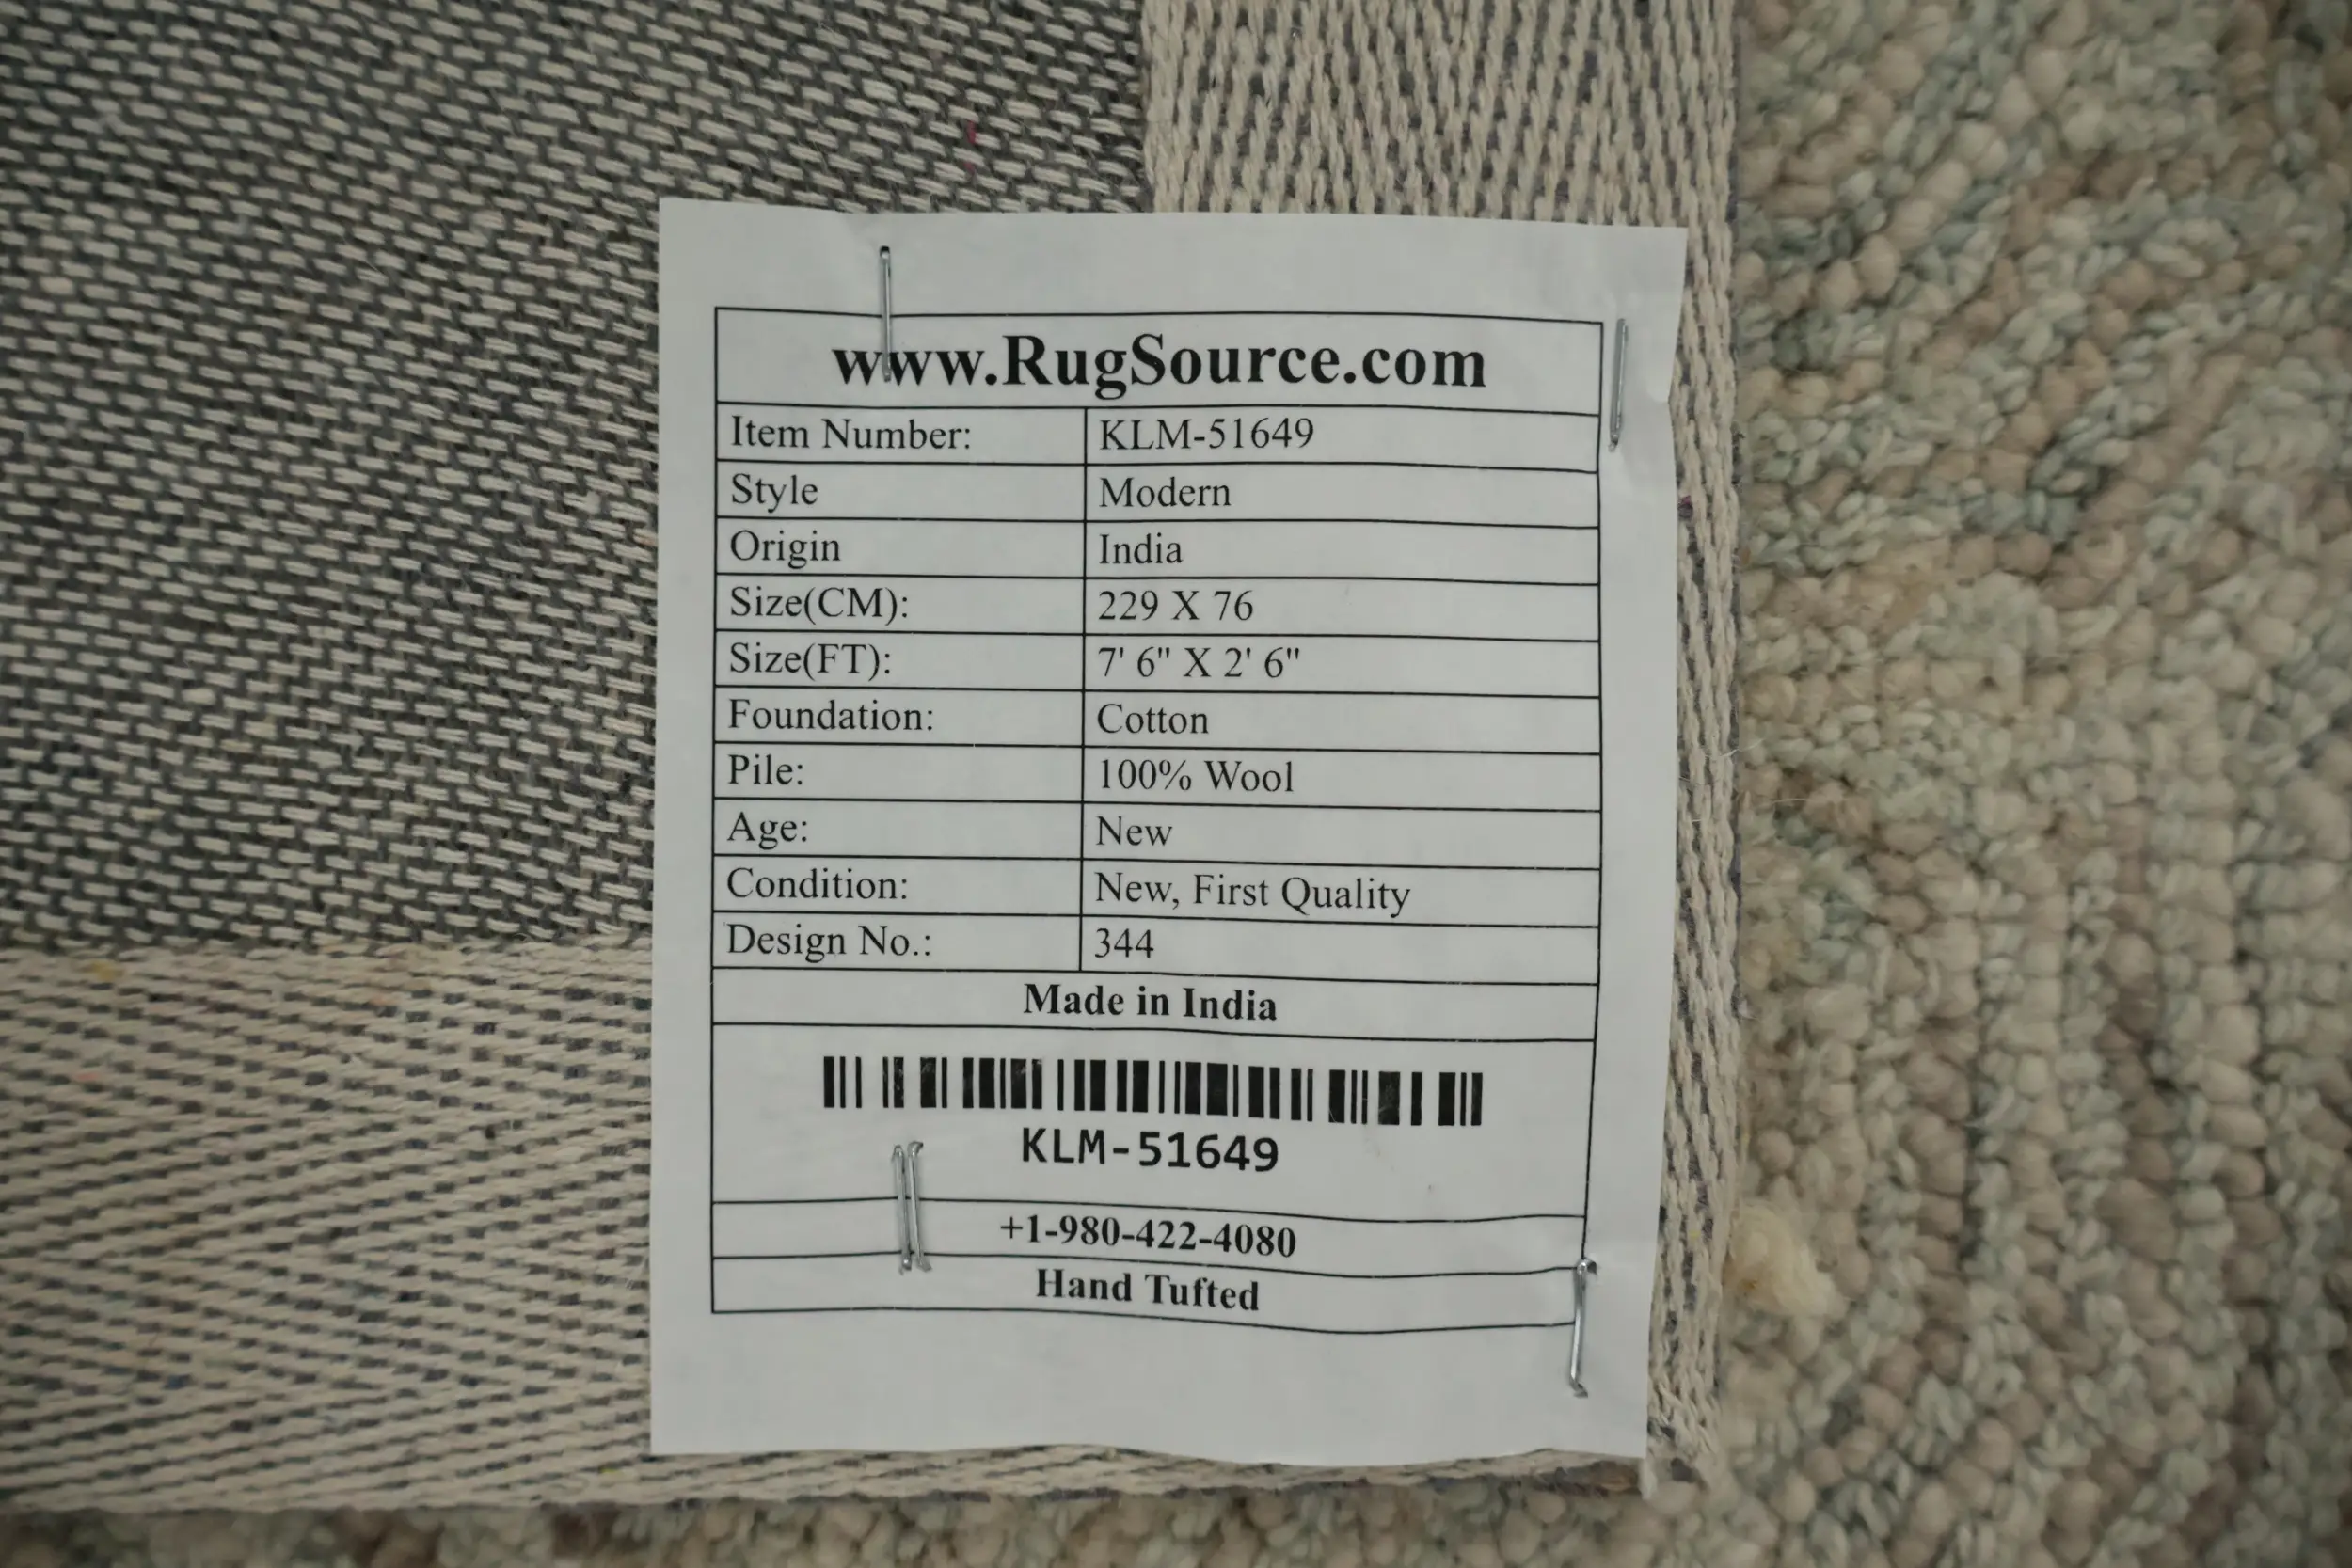 www.RugSource.com
Item Number: KLM-51649
Style Modern
Origin India
Size(CM): 229 X 76
Size(FT): 7' 6" X 2' 6"
Foundation: Cotton
Pile: 100% Wool
Age: New
Condition: New, First Quality
Design No.: 344
Made in India
KLM-51649
+1-980-422-4080
Hand Tufted